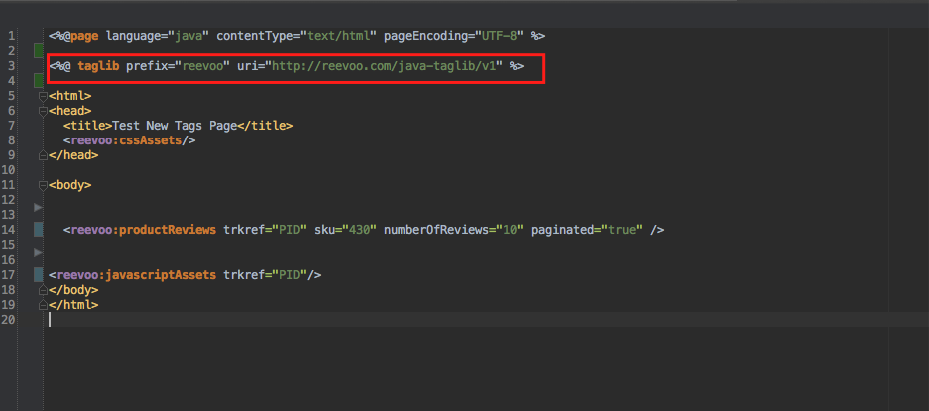 1 <%@page language="java" contentType="text/html" pageEncoding="UTF-8" %>
2
3 <%@ taglib prefix="reevoo" uri="http://reevoo.com/java-taglib/v1" %>
4
5 <html>
6 <head>
7 <title>Test New Tags Page</title>
8 <reevoo:cssAssets/>
9 </head>
10
11 <body>
12
13
14 <reevoo:productReviews trkref="PID" sku="430" numberOfReviews="10" paginated="true" />
15
16
17 <reevoo:javascriptAssets trkref="PID"/>
18 </body>
19 </html>
20